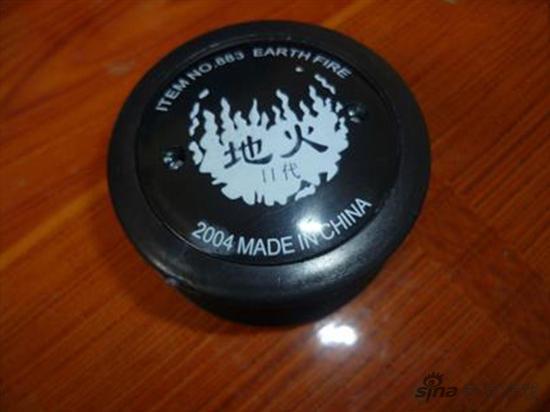 ITEM NO.883 EARTH FIRE
地火
II代
2004 MADE IN CHINA
sina